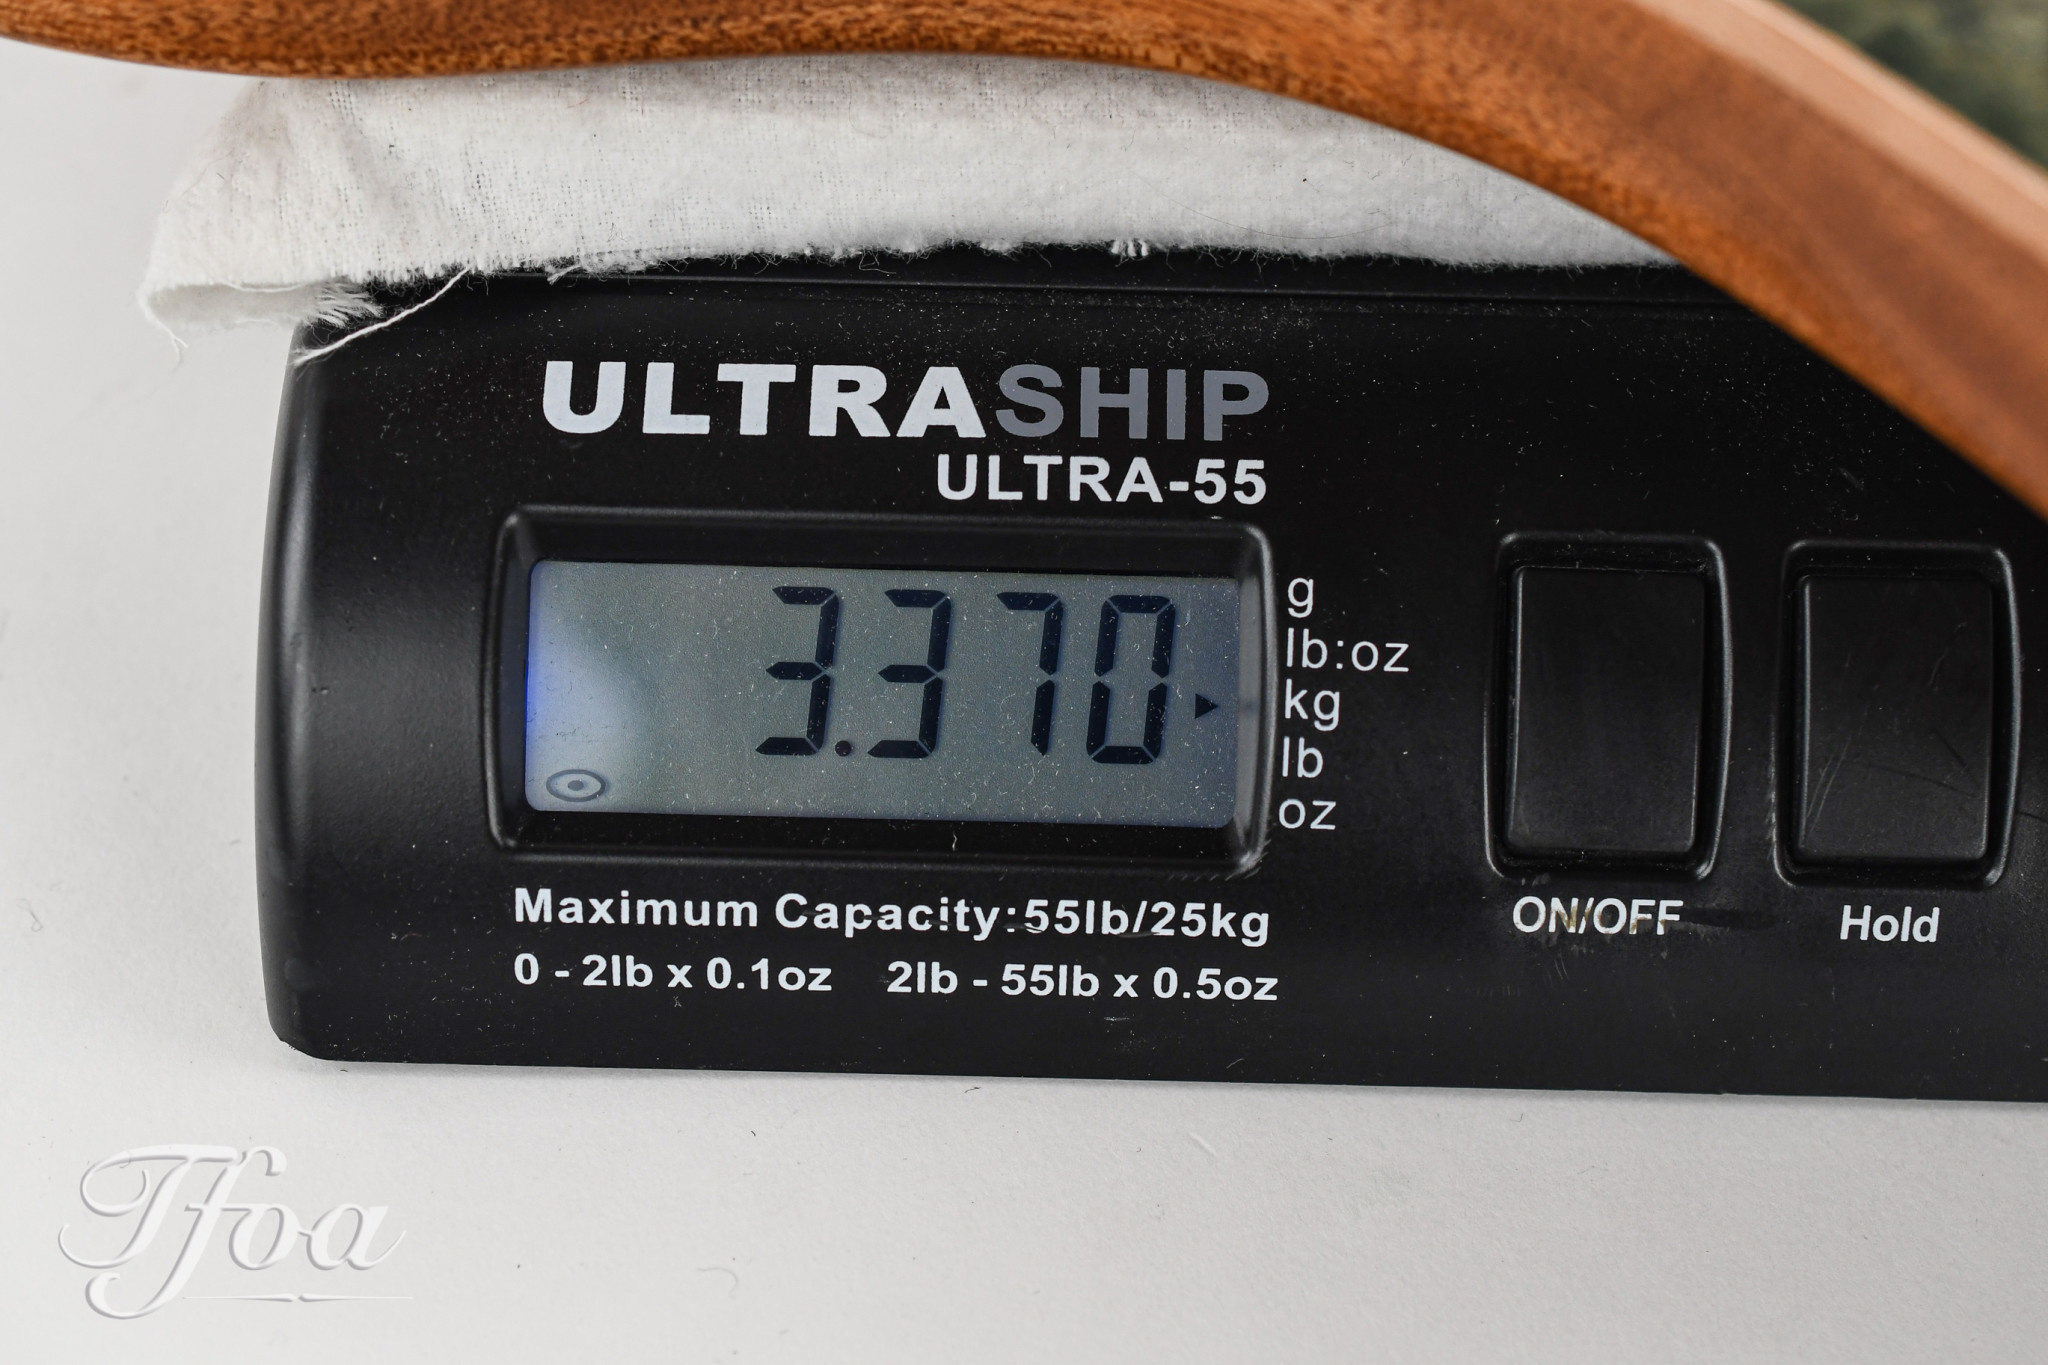 ULTRASHIP
ULTRA-55
3.370
g
lb:oz
kg
lb
oz
Maximum Capacity:55lb/25kg
0 - 2lb x 0.1oz 2lb - 55lb x 0.5oz
ON/OFF
Hold
Tfoa